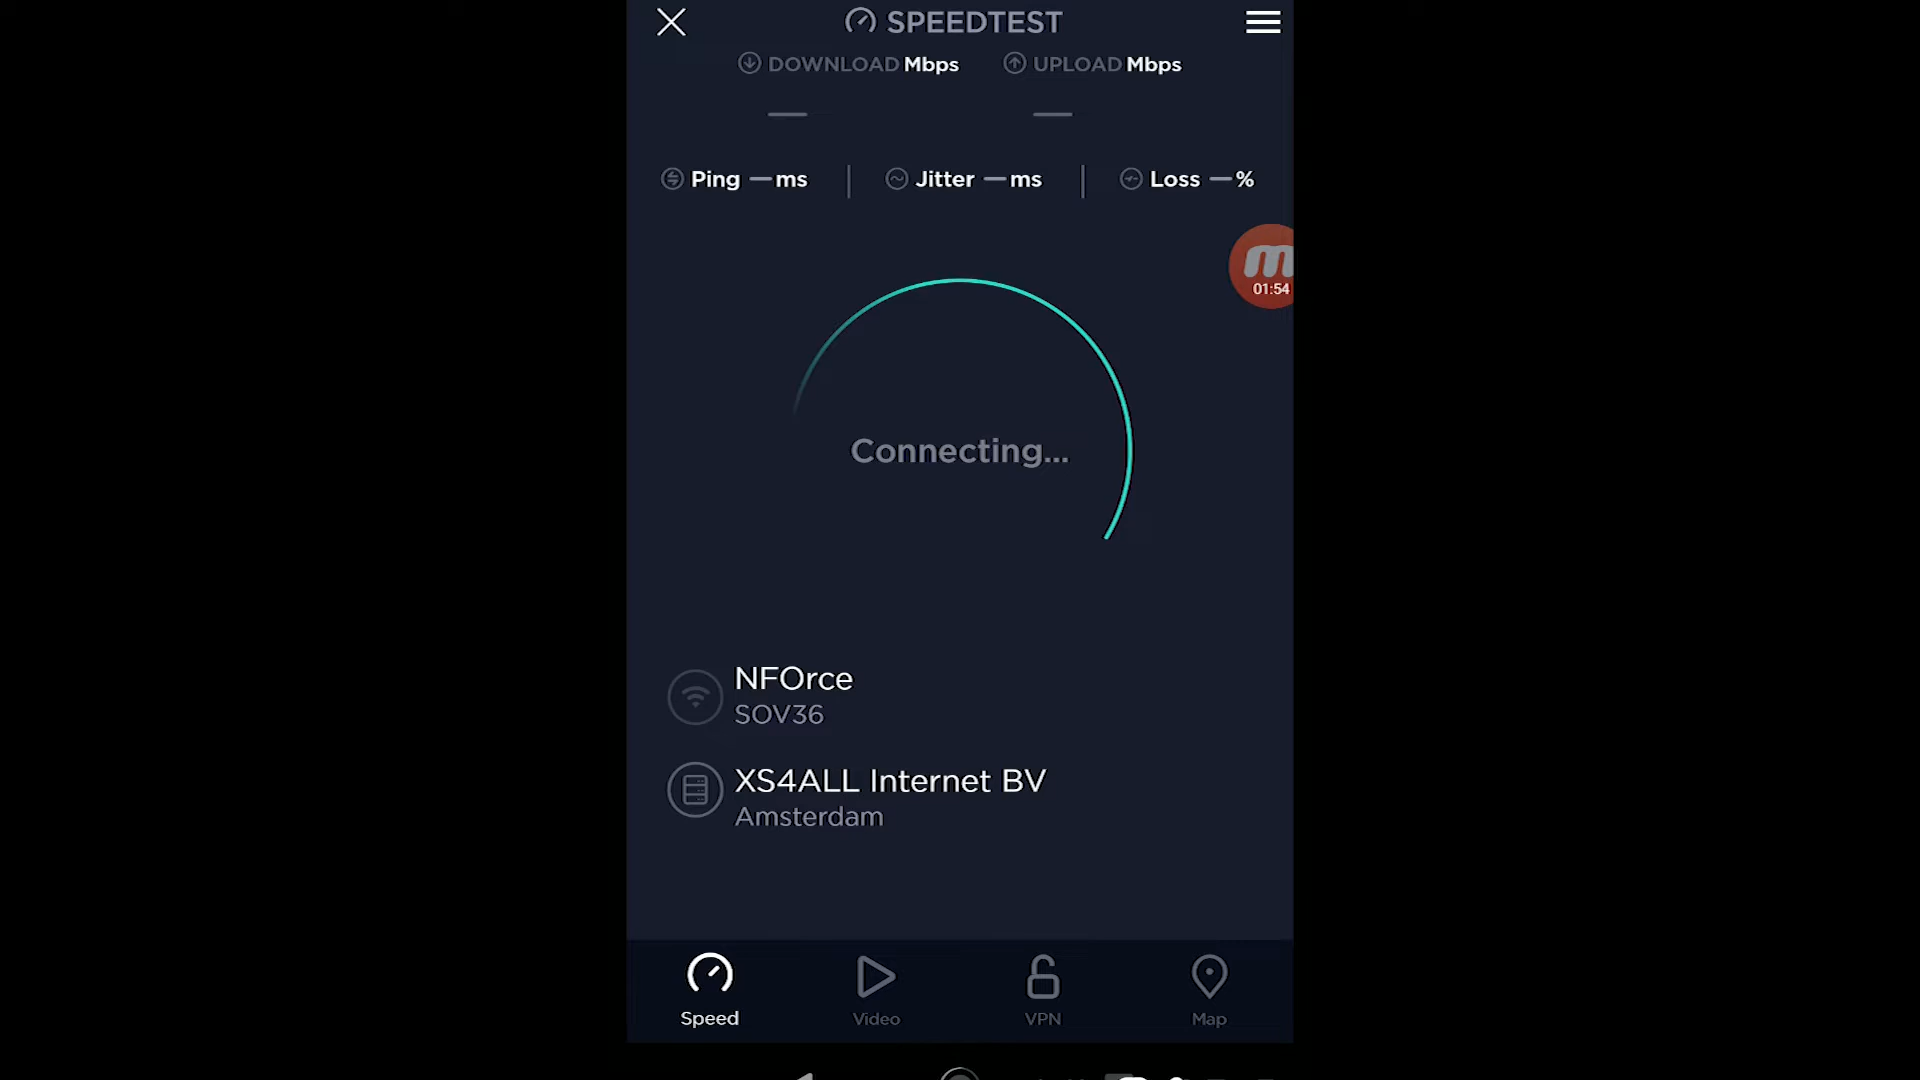 SPEEDTEST
DOWNLOAD Mbps UPLOAD Mbps
Ping — ms Jitter — ms Loss — %
m
01:54
Connecting...
NFOrce
SOV36
XS4ALL Internet BV
Amsterdam
Speed Video VPN Map